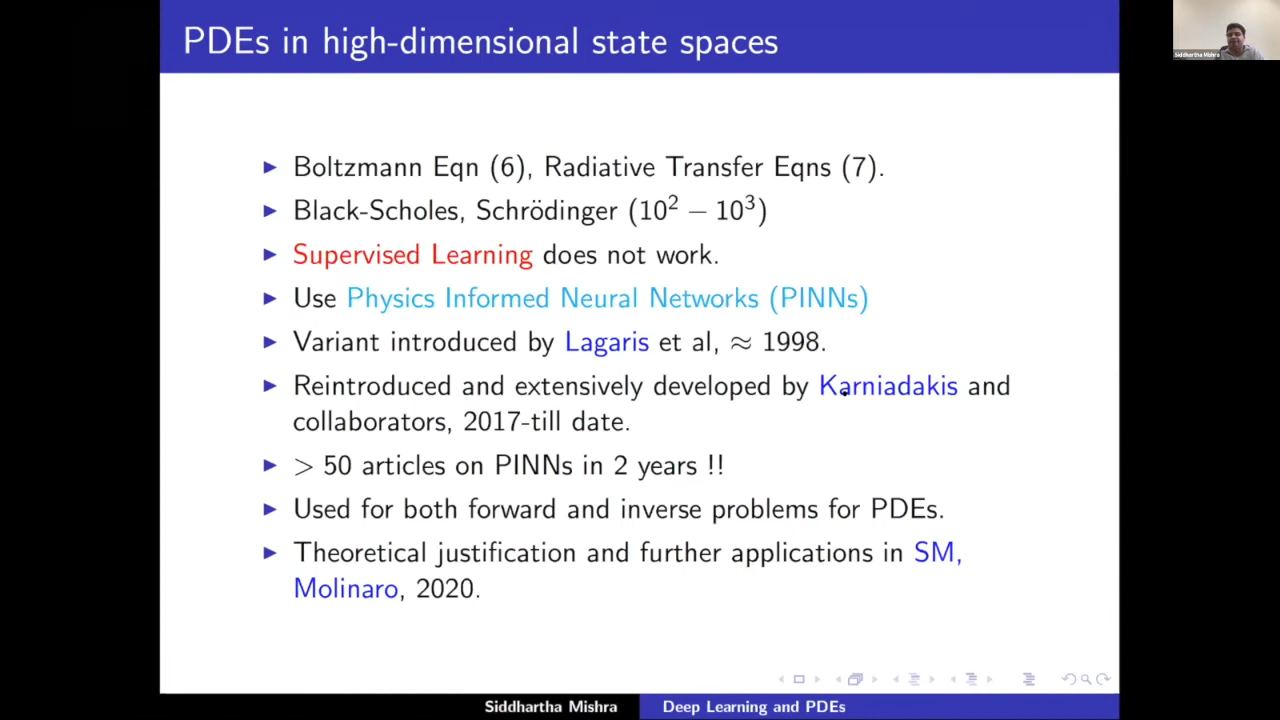 PDEs in high-dimensional state spaces
Siddhartha Mishra
▶ Boltzmann Eqn (6), Radiative Transfer Eqns (7).
▶ Black-Scholes, Schrödinger (10² − 10³)
▶ Supervised Learning does not work.
▶ Use Physics Informed Neural Networks (PINNs)
▶ Variant introduced by Lagaris et al, ≈ 1998.
▶ Reintroduced and extensively developed by Karniadakis and
collaborators, 2017-till date.
▶ > 50 articles on PINNs in 2 years !!
▶ Used for both forward and inverse problems for PDEs.
▶ Theoretical justification and further applications in SM,
Molinaro, 2020.
Siddhartha Mishra
Deep Learning and PDEs